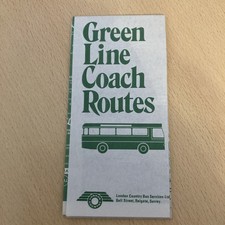 Green
Line
Coach
Routes
London Country Bus Services Ltd.
Bell Street, Reigate, Surrey.